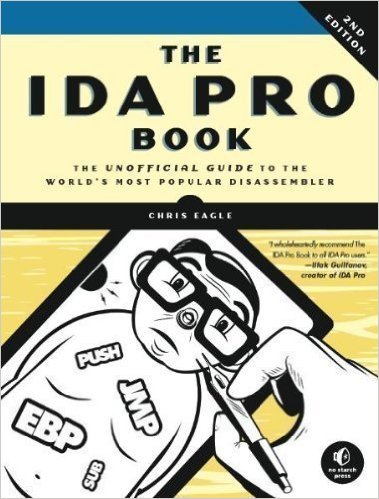 2ND EDITION
THE
IDA PRO
BOOK
THE UNOFFICIAL GUIDE TO THE
WORLD'S MOST POPULAR DISASSEMBLER
CHRIS EAGLE
"I wholeheartedly recommend The
IDA Pro Book to all IDA Pro users."
—Ilfak Guilfanov,
creator of IDA Pro
PUSH
JMP
EBP
SUB
no starch
press